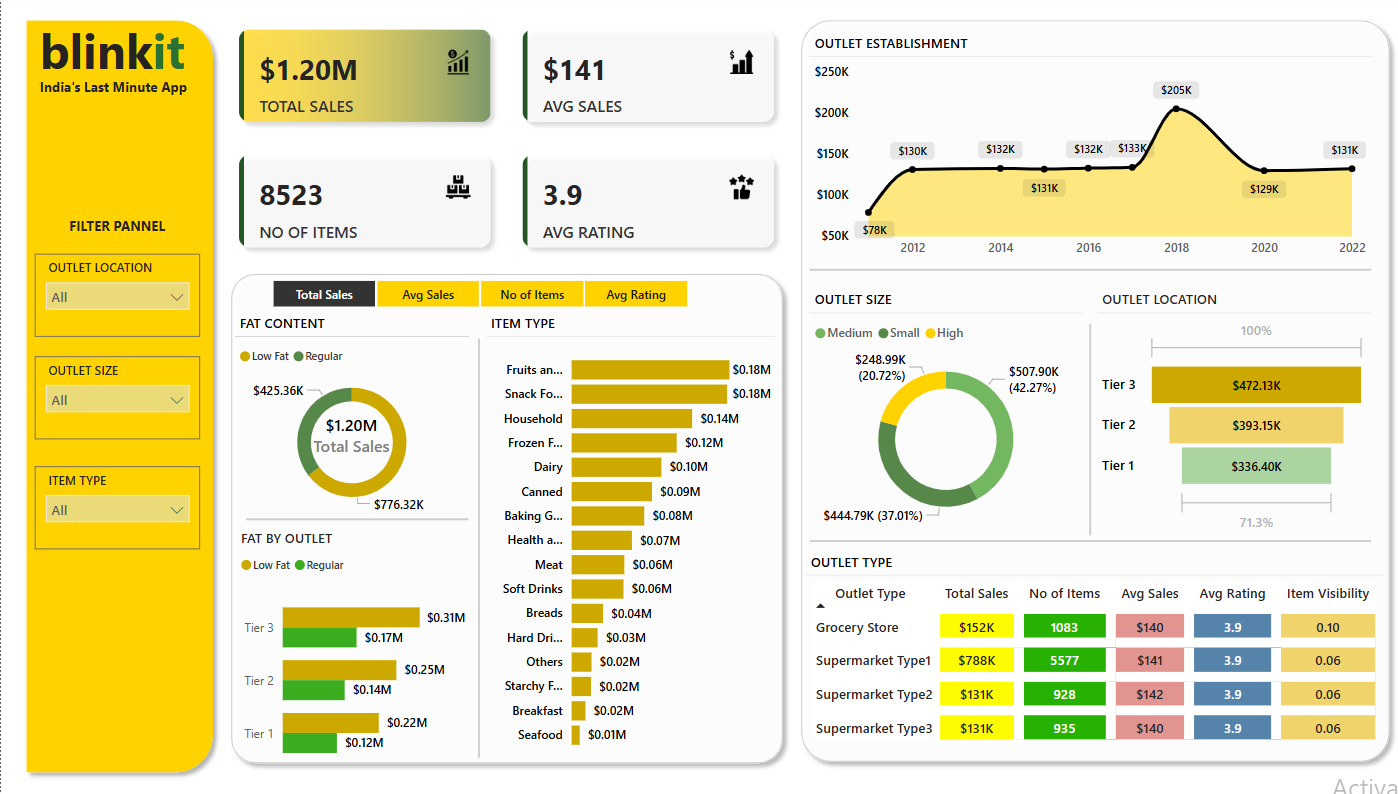 blinkit
India's Last Minute App
FILTER PANNEL
OUTLET LOCATION
All
OUTLET SIZE
All
ITEM TYPE
All
$1.20M
TOTAL SALES
$141
AVG SALES
8523
NO OF ITEMS
3.9
AVG RATING
Total Sales Avg Sales No of Items Avg Rating
FAT CONTENT
Low Fat Regular
$425.36K
$1.20M
Total Sales
$776.32K
FAT BY OUTLET
Low Fat Regular
Tier 3 $0.31M
$0.17M
Tier 2 $0.25M
$0.14M
Tier 1 $0.22M
$0.12M
ITEM TYPE
Fruits an... $0.18M
Snack Fo... $0.18M
Household $0.14M
Frozen F... $0.12M
Dairy $0.10M
Canned $0.09M
Baking G... $0.08M
Health a... $0.07M
Meat $0.06M
Soft Drinks $0.06M
Breads $0.04M
Hard Dri... $0.03M
Others $0.02M
Starchy F... $0.02M
Breakfast $0.02M
Seafood $0.01M
OUTLET ESTABLISHMENT
$250K
$200K
$150K
$100K
$50K
$78K $130K $132K $131K $132K $133K $205K $129K $131K
2012 2014 2016 2018 2020 2022
OUTLET SIZE
Medium Small High
$248.99K
(20.72%)
$507.90K
(42.27%)
$444.79K (37.01%)
OUTLET LOCATION
100%
Tier 3 $472.13K
Tier 2 $393.15K
Tier 1 $336.40K
71.3%
OUTLET TYPE
Outlet Type Total Sales No of Items Avg Sales Avg Rating Item Visibility
Grocery Store $152K 1083 $140 3.9 0.10
Supermarket Type1 $788K 5577 $141 3.9 0.06
Supermarket Type2 $131K 928 $142 3.9 0.06
Supermarket Type3 $131K 935 $140 3.9 0.06
Activa